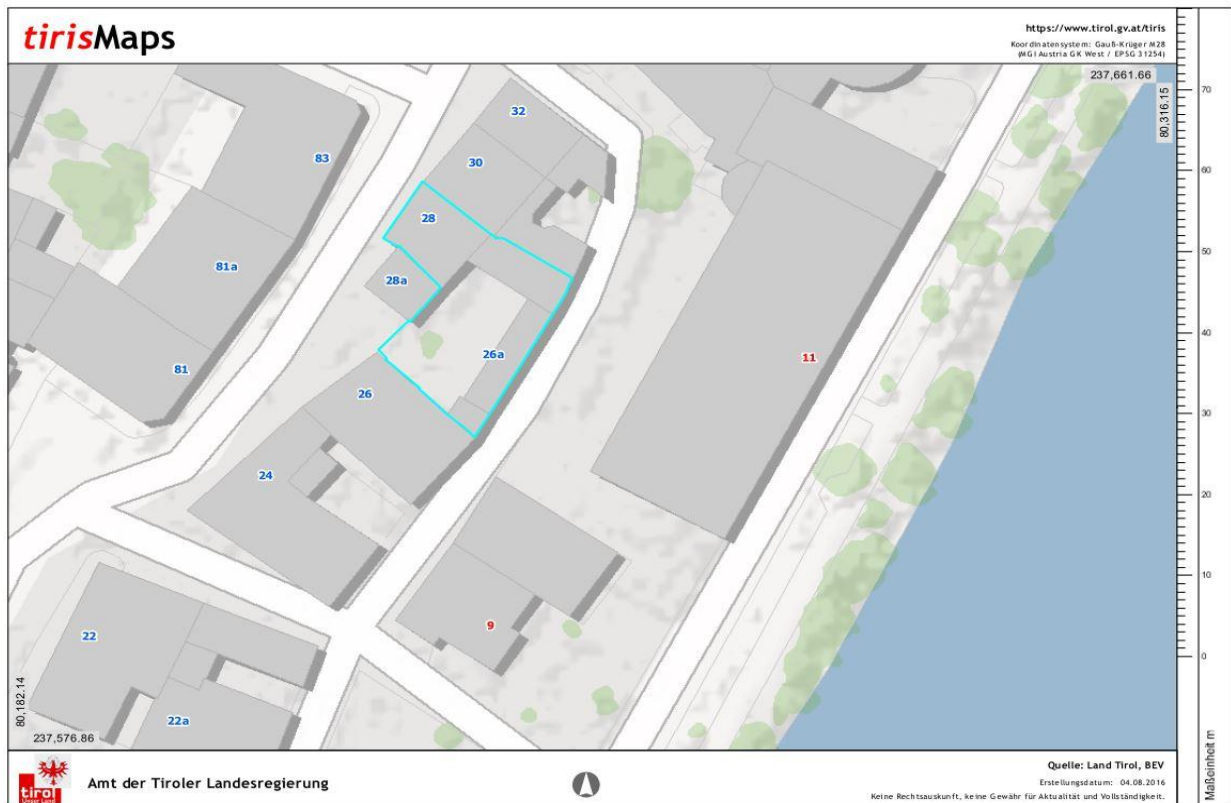 tirisMaps
https://www.tirol.gv.at/tiris
Koordinatensystem: Gauß-Krüger M28
(MGI Austria GK West / EPSG 31254)
237,661.66
80,316.15
70
60
50
40
30
20
10
0
Maßeinheit m
32
83
30
28
81a
28a
26a
11
81
26
24
9
22
22a
80,182.14
237,576.86
tirol
Unser Land
Amt der Tiroler Landesregierung
Quelle: Land Tirol, BEV
Erstellungsdatum: 04.08.2016
Keine Rechtsauskunft, keine Gewähr für Aktualität und Vollständigkeit.